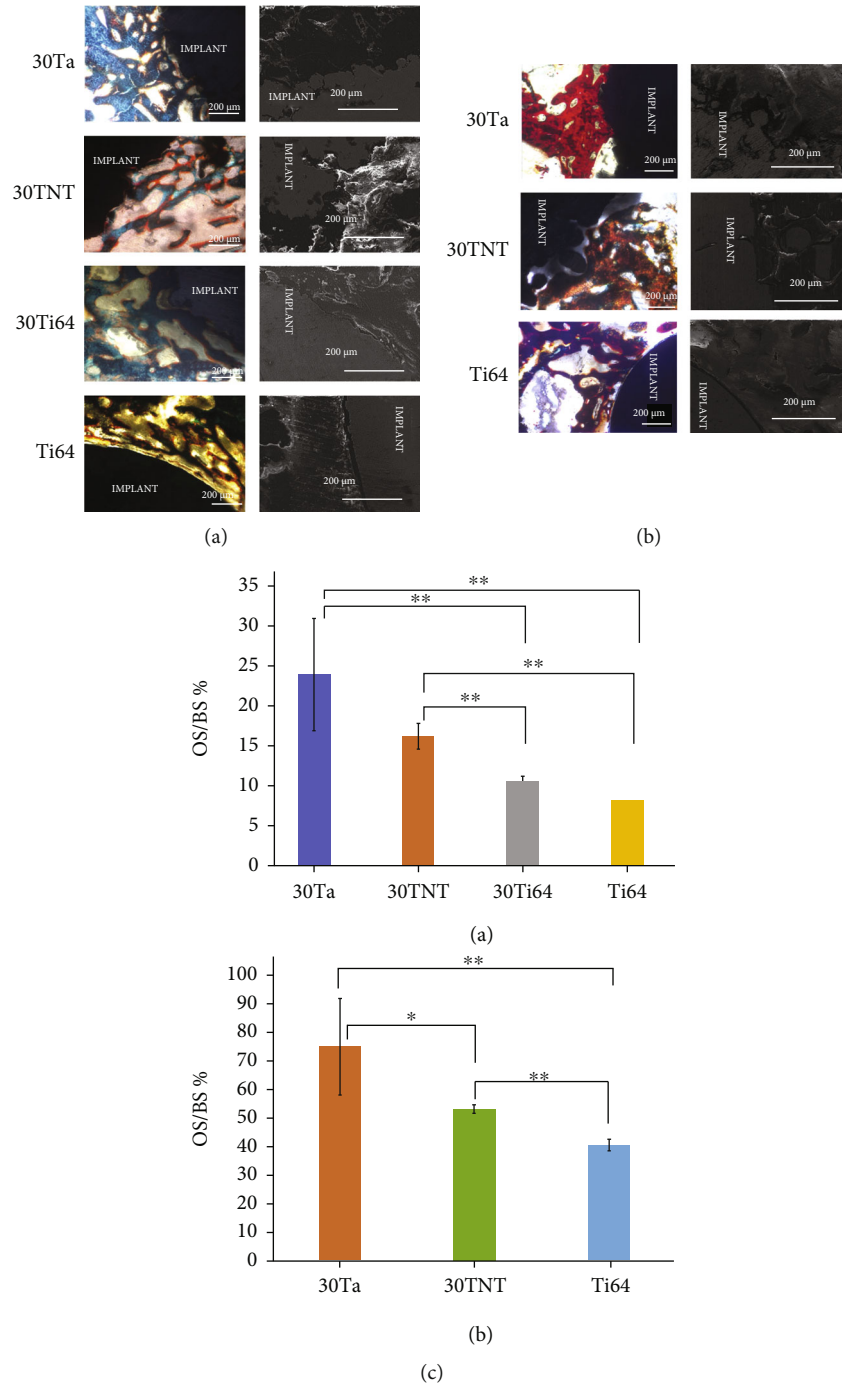 30Ta
IMPLANT
200 μm
IMPLANT
200 μm
30TNT
IMPLANT
200 μm
IMPLANT
200 μm
30Ti64
IMPLANT
200 μm
IMPLANT
200 μm
Ti64
IMPLANT
200 μm
IMPLANT
200 μm
(a)
30Ta
IMPLANT
200 μm
200 μm
30TNT
IMPLANT
200 μm
IMPLANT
200 μm
Ti64
IMPLANT
200 μm
IMPLANT
200 μm
(b)
OS/BS %
35
30
25
20
15
10
5
0
**
**
**
**
30Ta 30TNT 30Ti64 Ti64
(a)
OS/BS %
100
90
80
70
60
50
40
30
20
10
0
**
*
**
30Ta 30TNT Ti64
(b)
(c)